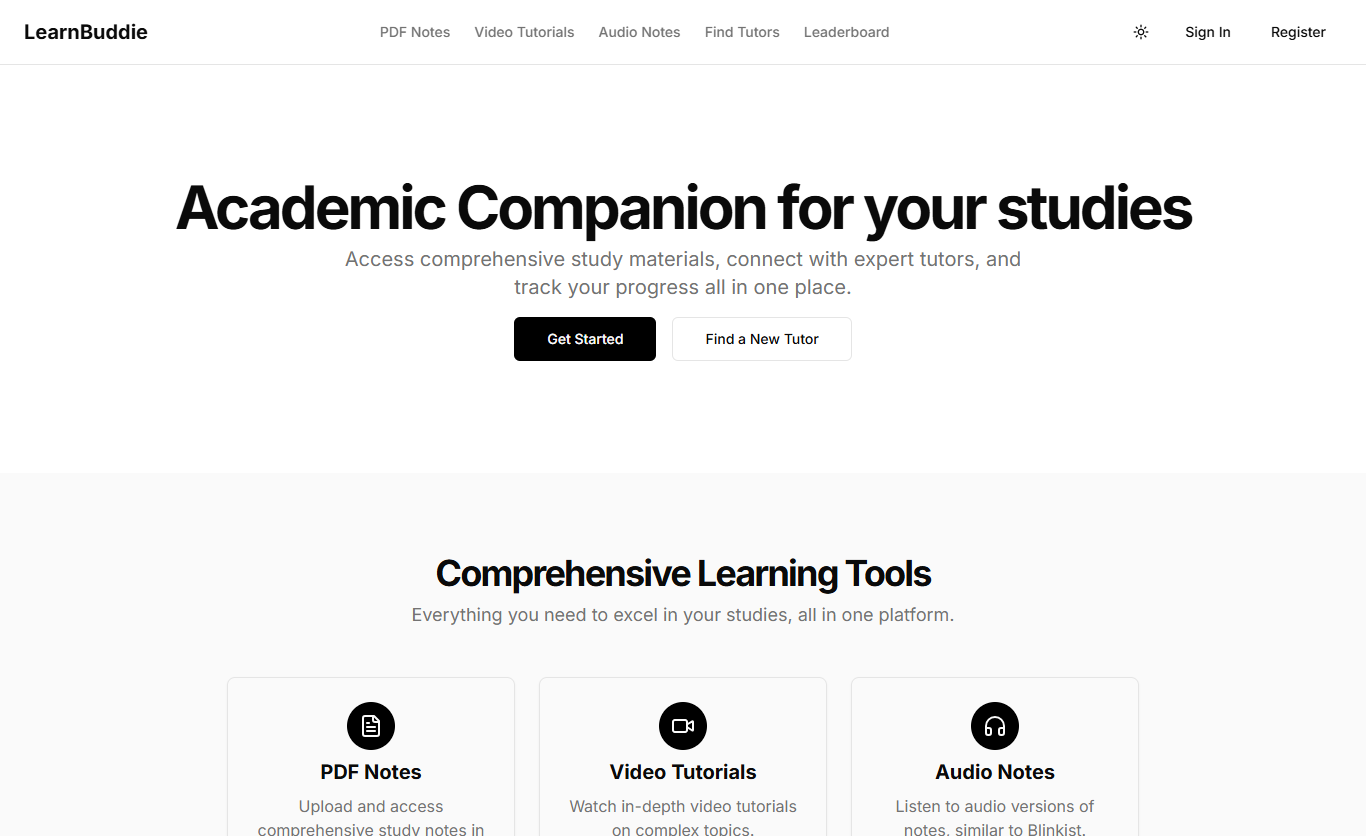 LearnBuddie
PDF Notes
Video Tutorials
Audio Notes
Find Tutors
Leaderboard
Sign In
Register
Academic Companion for your studies
Access comprehensive study materials, connect with expert tutors, and
track your progress all in one place.
Get Started
Find a New Tutor
Comprehensive Learning Tools
Everything you need to excel in your studies, all in one platform.
PDF Notes
Upload and access
comprehensive study notes in
Video Tutorials
Watch in-depth video tutorials
on complex topics.
Audio Notes
Listen to audio versions of
notes, similar to Blinkist.